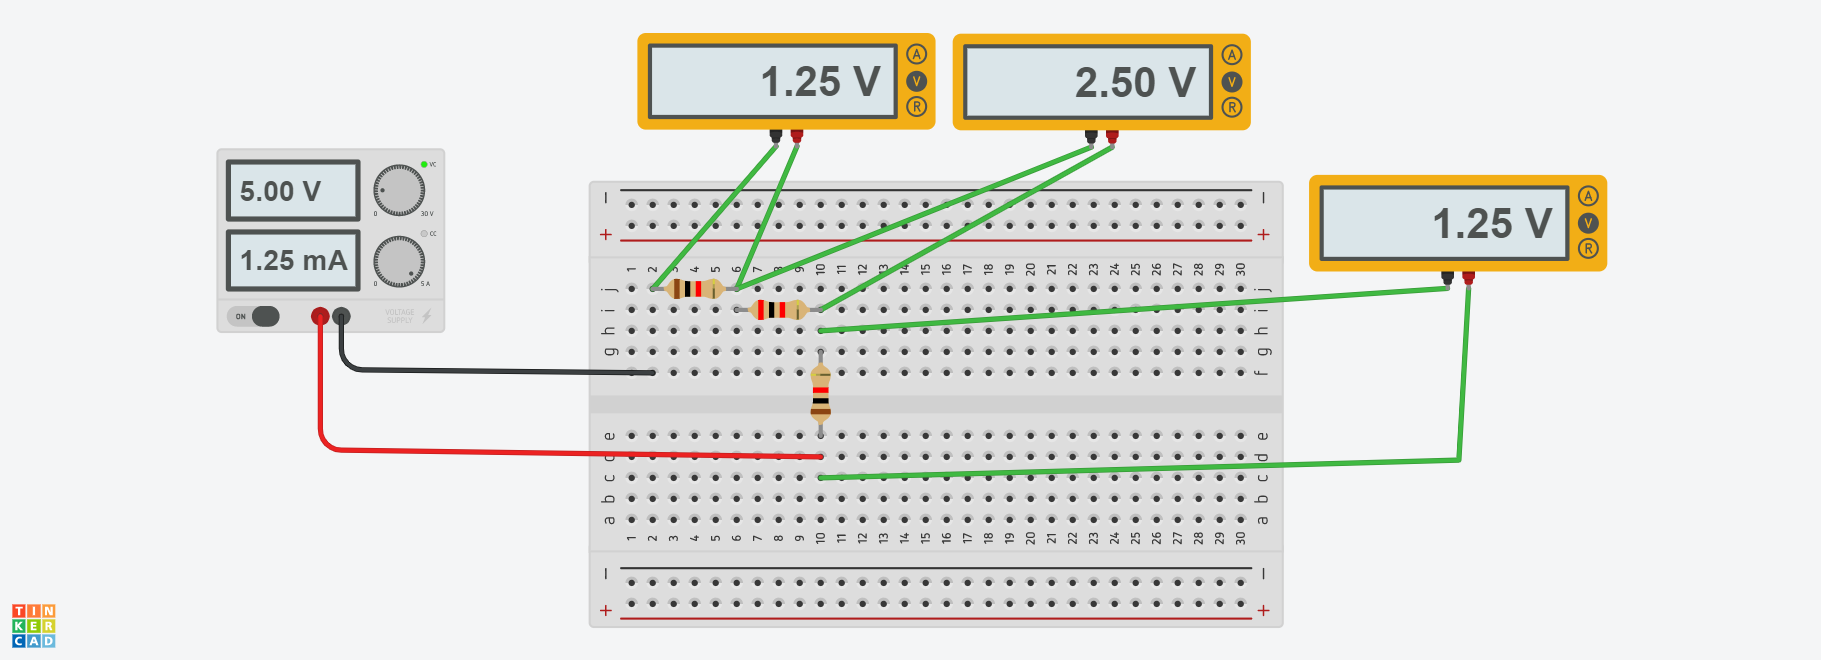 1.25 V
A
V
R
2.50 V
A
V
R
5.00 V
VC
0 30 V
1.25 mA
CC
0 5 A
ON
VOLTAGE
SUPPLY
1.25 V
A
V
R
− −
+ +
1 2 3 4 5 6 7 8 9 10 11 12 13 14 15 16 17 18 19 20 21 22 23 24 25 26 27 28 29 30
j j
i i
h h
g g
f
e e
d d
c c
b b
a a
1 2 3 4 5 6 7 8 9 10 11 12 13 14 15 16 17 18 19 20 21 22 23 24 25 26 27 28 29 30
− −
+ +
TIN
KER
CAD